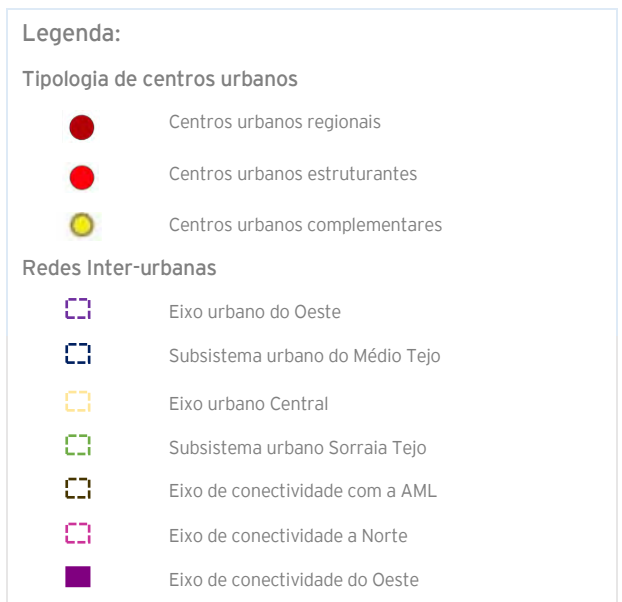 Legenda:
Tipologia de centros urbanos
Centros urbanos regionais
Centros urbanos estruturantes
Centros urbanos complementares
Redes Inter-urbanas
Eixo urbano do Oeste
Subsistema urbano do Médio Tejo
Eixo urbano Central
Subsistema urbano Sorraia Tejo
Eixo de conectividade com a AML
Eixo de conectividade a Norte
Eixo de conectividade do Oeste